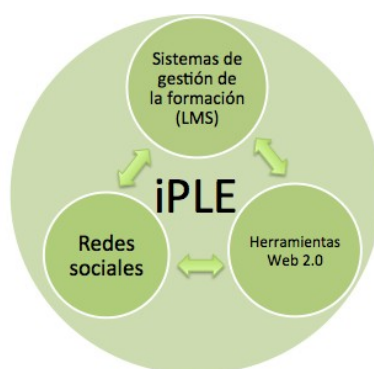 Sistemas de
gestión de
la formación
(LMS)
iPLE
Redes
sociales
Herramientas
Web 2.0